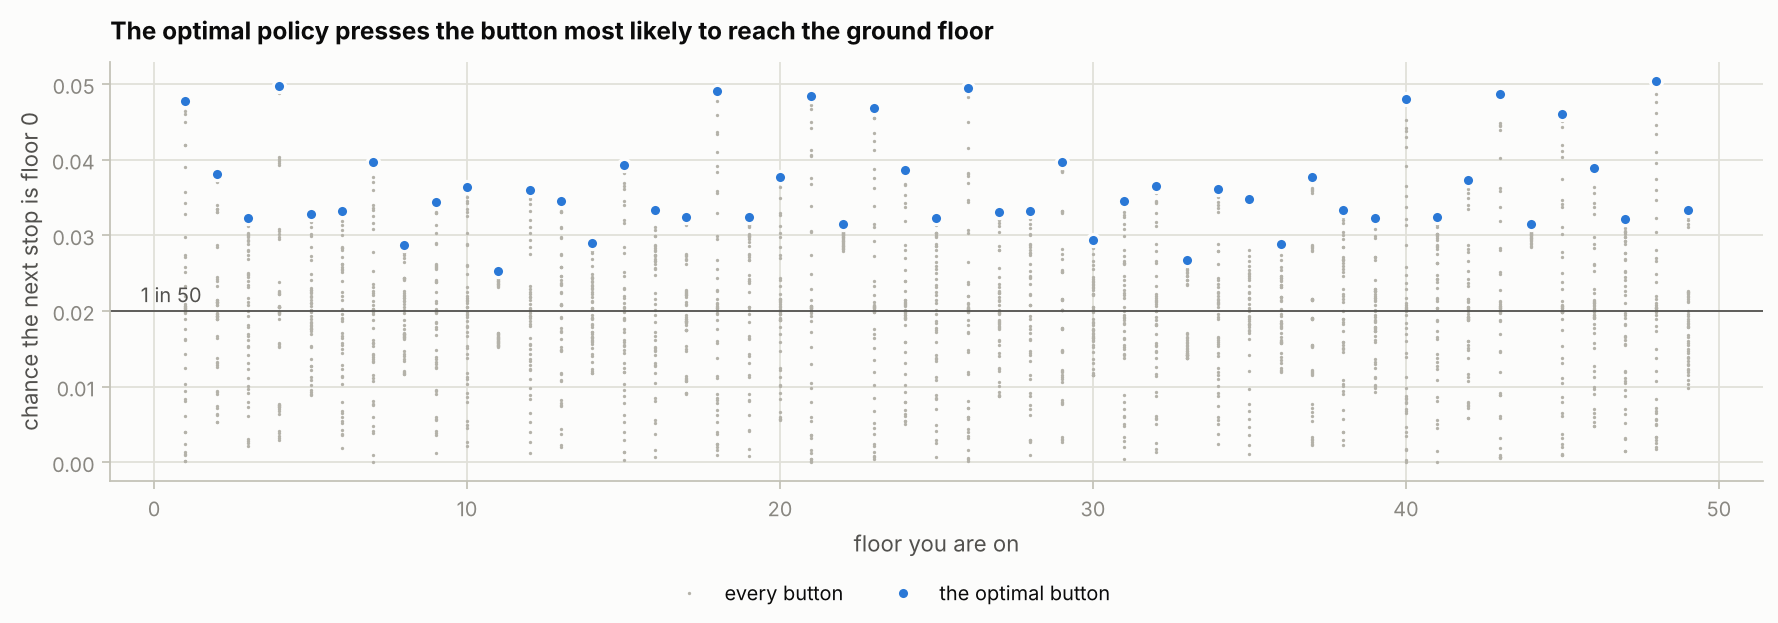 The optimal policy presses the button most likely to reach the ground floor
chance the next stop is floor 0
0.05
0.04
0.03
0.02
0.01
0.00
1 in 50
0
10
20
30
40
50
floor you are on
every button
the optimal button